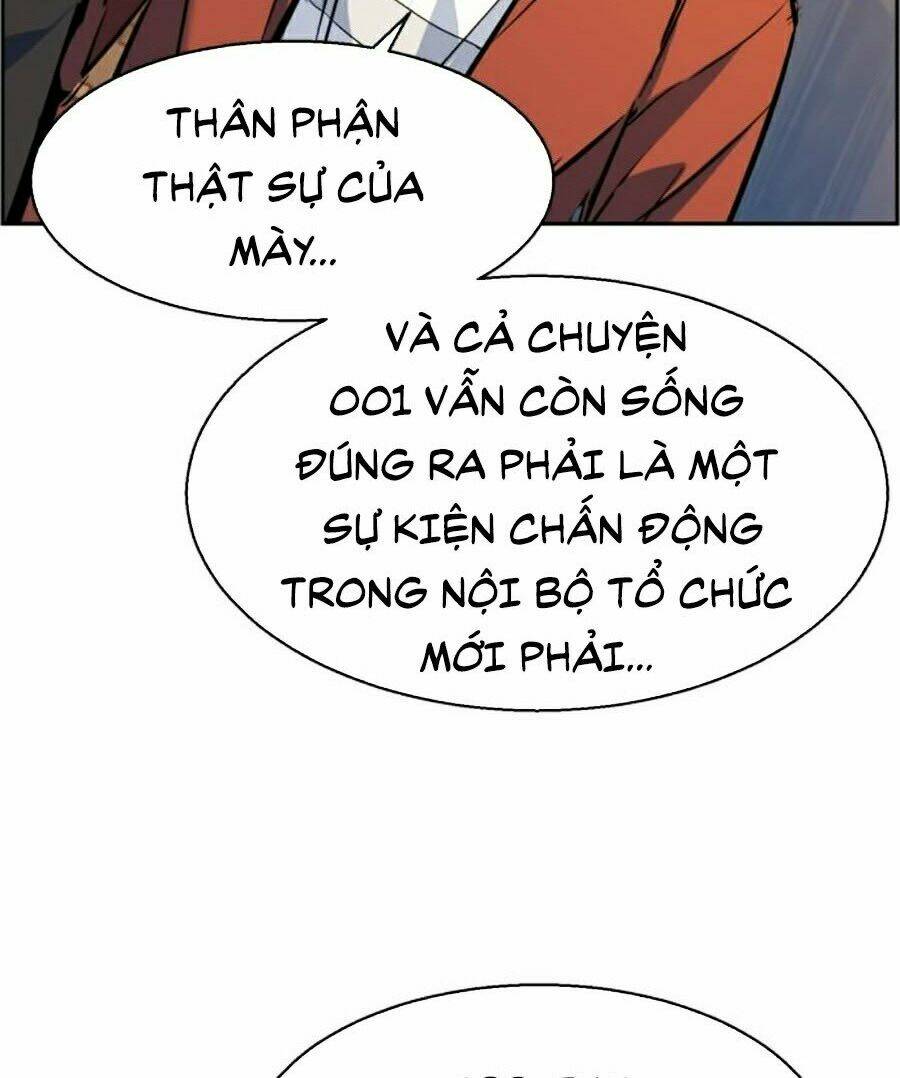 THÂN PHẬN
THẬT SỰ CỦA
MÀY...
VÀ CẢ CHUYỆN
001 VẪN CÒN SỐNG
ĐÚNG RA PHẢI LÀ MỘT
SỰ KIỆN CHẤN ĐỘNG
TRONG NỘI BỘ TỔ CHỨC
MỚI PHẢI...